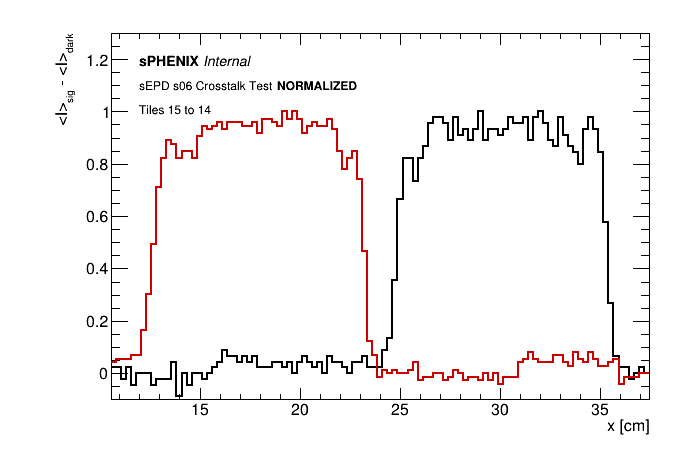 <I>sig - <I>dark
1.2
1
0.8
0.6
0.4
0.2
0
sPHENIX Internal
sEPD s06 Crosstalk Test NORMALIZED
Tiles 15 to 14
15 20 25 30 35
x [cm]